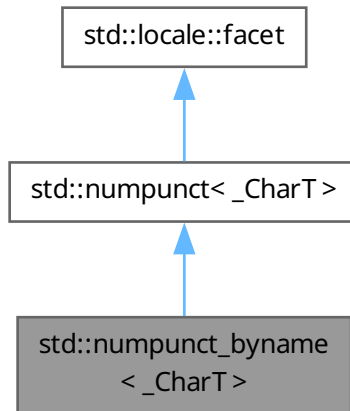 std::locale::facet
std::numpunct< _CharT >
std::numpunct_byname
< _CharT >